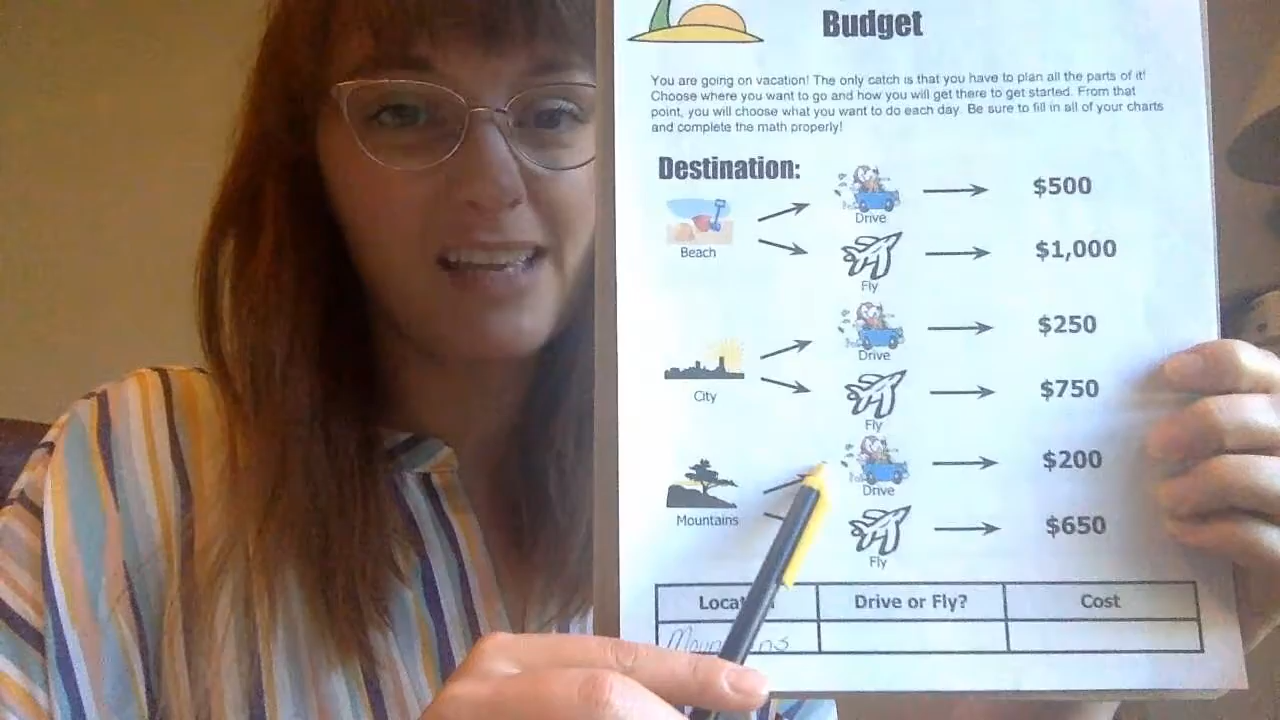 Budget
You are going on vacation! The only catch is that you have to plan all the parts of it!
Choose where you want to go and how you will get there to get started. From that
point, you will choose what you want to do each day. Be sure to fill in all of your charts
and complete the math properly!
Destination:
Drive
$500
Beach
Fly
$1,000
Drive
$250
City
Fly
$750
Drive
$200
Mountains
Fly
$650
Drive or Fly?
Cost